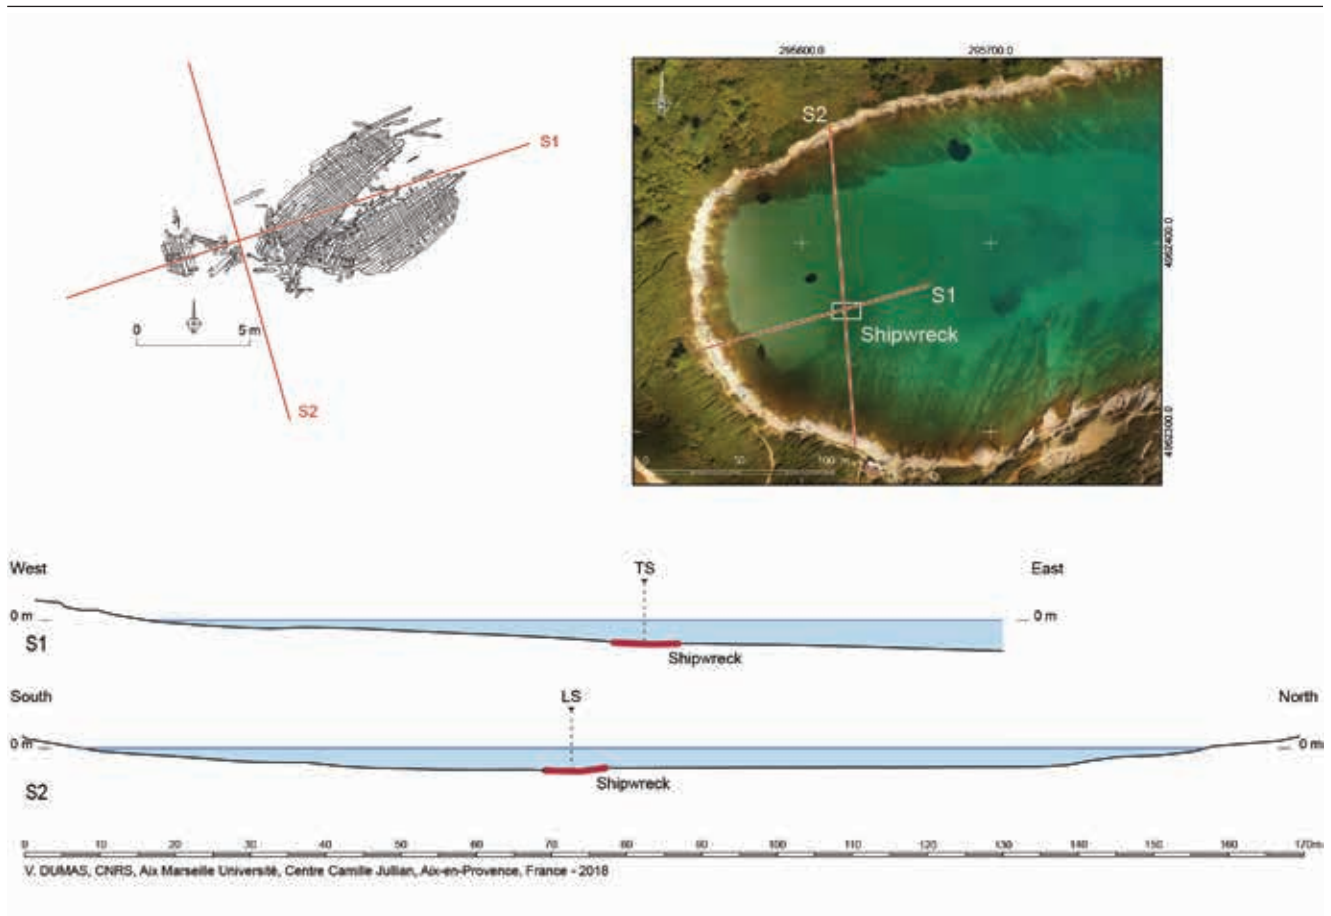 S1
S2
0 5 m
295600.0 295700.0
S2
S1
Shipwreck
4982400.0
0 50 100 m
West TS East
0 m 0 m
S1
Shipwreck
South LS North
0 m 0 m
S2
Shipwreck
0 10 20 30 40 50 60 70 80 90 100 110 120 130 140 150 160 170m
V. DUMAS, CNRS, Aix Marseille Université, Centre Camille Jullian, Aix-en-Provence, France - 2018